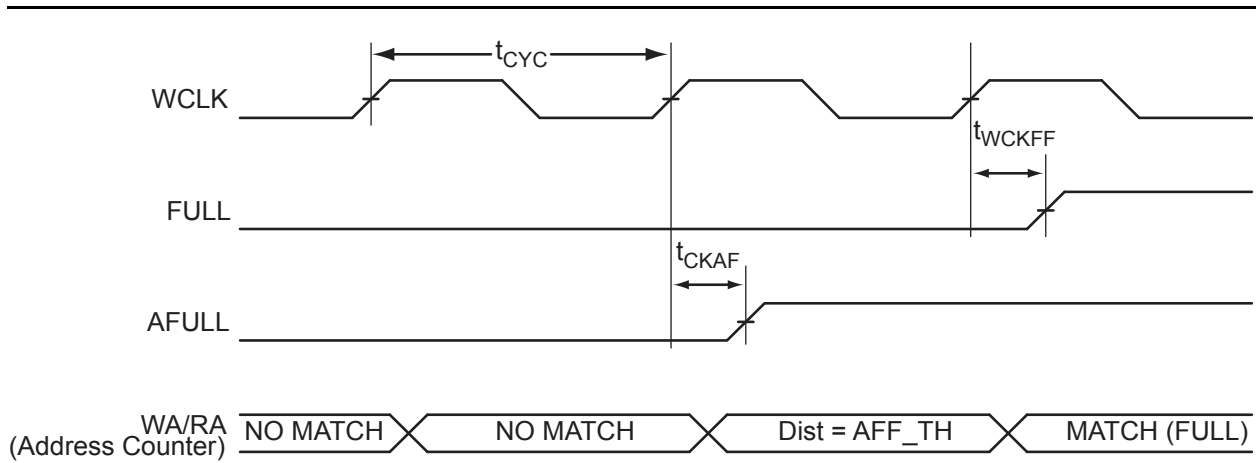 tCYC
WCLK
tWCKFF
FULL
tCKAF
AFULL
WA/RA
(Address Counter)
NO MATCH
NO MATCH
Dist = AFF_TH
MATCH (FULL)